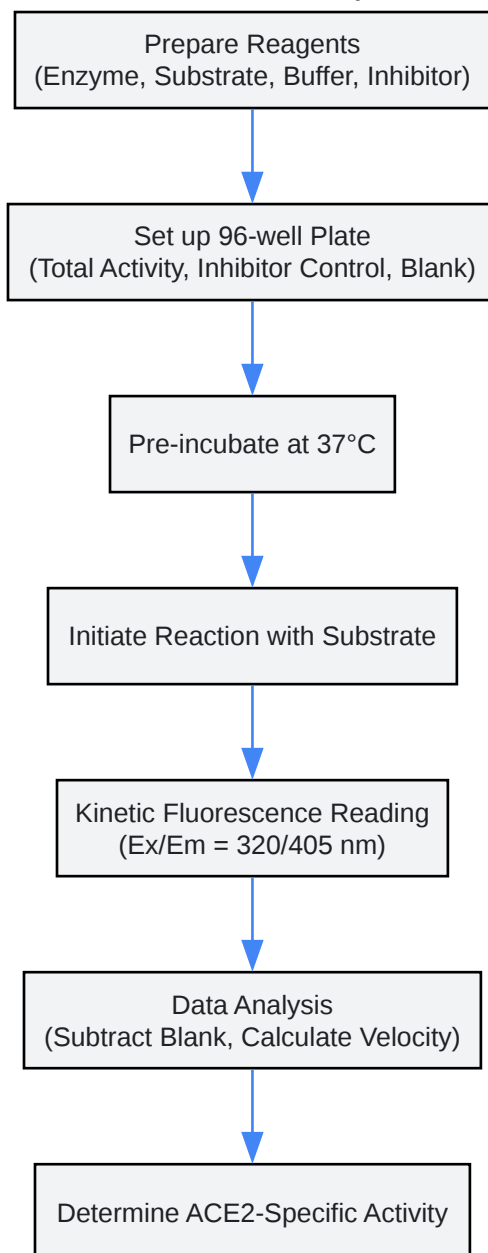 Prepare Reagents
(Enzyme, Substrate, Buffer, Inhibitor)
Set up 96-well Plate
(Total Activity, Inhibitor Control, Blank)
Pre-incubate at 37°C
Initiate Reaction with Substrate
Kinetic Fluorescence Reading
(Ex/Em = 320/405 nm)
Data Analysis
(Subtract Blank, Calculate Velocity)
Determine ACE2-Specific Activity